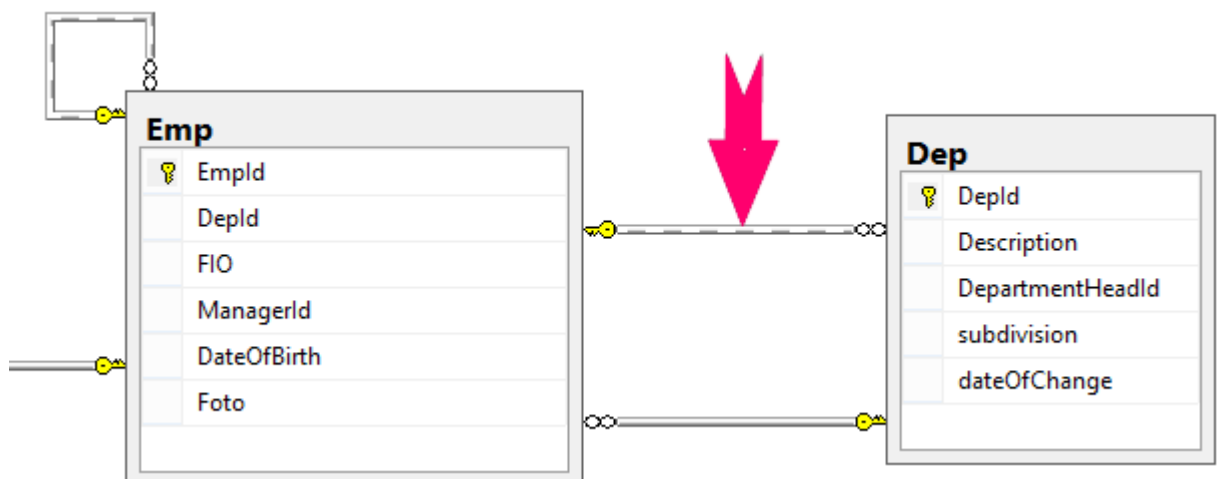 Emp
EmpId
DepId
FIO
ManagerId
DateOfBirth
Foto
Dep
DepId
Description
DepartmentHeadId
subdivision
dateOfChange